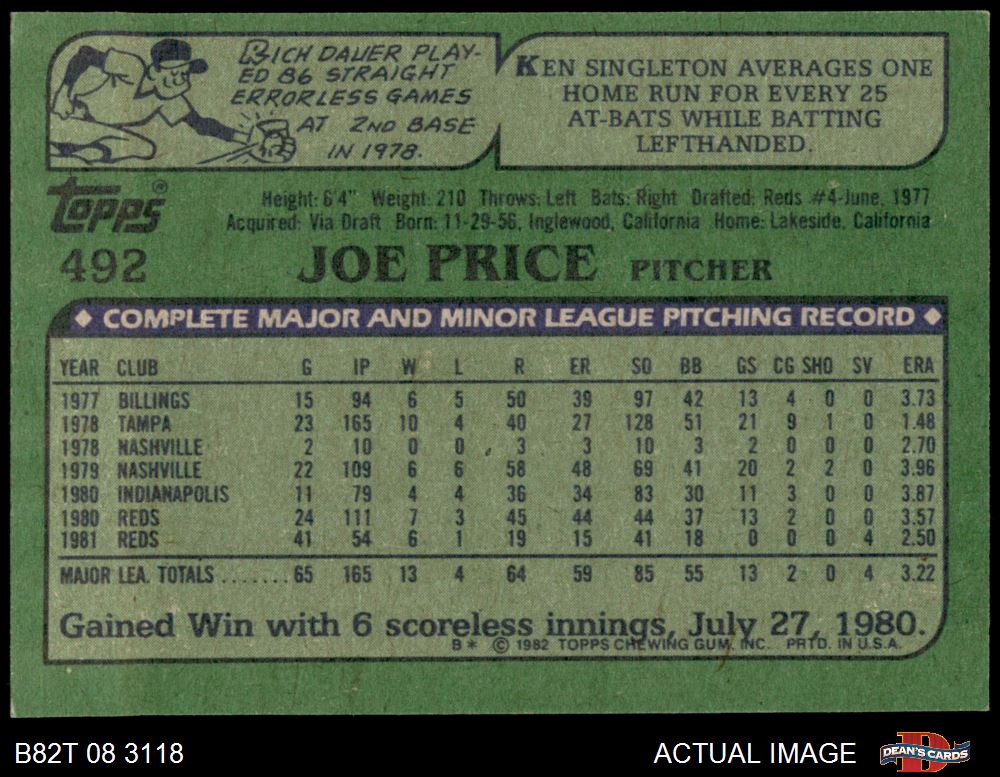 RICH DAUER PLAY-
ED 86 STRAIGHT
ERRORLESS GAMES
AT 2ND BASE
IN 1978.
KEN SINGLETON AVERAGES ONE
HOME RUN FOR EVERY 25
AT-BATS WHILE BATTING
LEFTHANDED.
topps®
Height: 6'4" Weight: 210 Throws: Left Bats: Right Drafted: Reds #4-June, 1977
Acquired: Via Draft Born: 11-29-56, Inglewood, California Home: Lakeside, California
492 JOE PRICE PITCHER
◆ COMPLETE MAJOR AND MINOR LEAGUE PITCHING RECORD ◆
YEAR CLUB G IP W L R ER SO BB GS CG SHO SV ERA
1977 BILLINGS 15 94 6 5 50 39 97 42 13 4 0 0 3.73
1978 TAMPA 23 165 10 4 40 27 128 51 21 9 1 0 1.48
1978 NASHVILLE 2 10 0 0 3 3 10 3 2 0 0 0 2.70
1979 NASHVILLE 22 109 6 6 58 48 69 41 20 2 2 0 3.96
1980 INDIANAPOLIS 11 79 4 4 36 34 83 30 11 3 0 0 3.87
1980 REDS 24 111 7 3 45 44 44 37 13 2 0 0 3.57
1981 REDS 41 54 6 1 19 15 41 18 0 0 0 4 2.50
MAJOR LEA. TOTALS ....... 65 165 13 4 64 59 85 55 13 2 0 4 3.22
Gained Win with 6 scoreless innings, July 27, 1980.
B* © 1982 TOPPS CHEWING GUM, INC. PRTD. IN U.S.A.
B82T 08 3118
ACTUAL IMAGE
DEAN'S CARDS